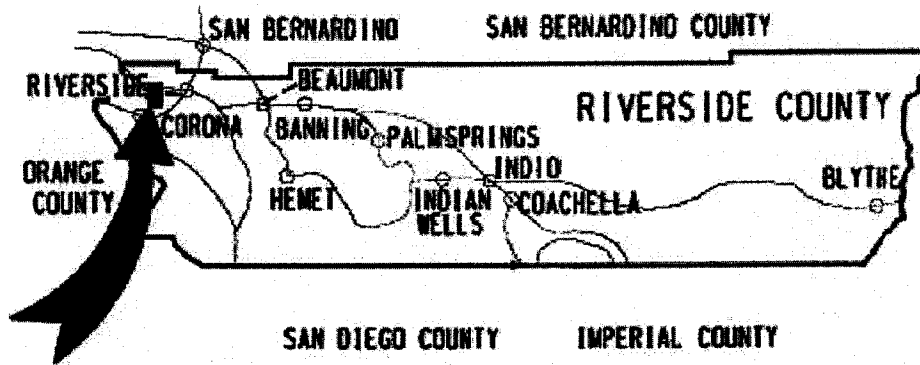 SAN BERNARDINO
SAN BERNARDINO COUNTY
RIVERSIDE
BEAUMONT
RIVERSIDE COUNTY
CORONA
BANNING
PALMSPRINGS
ORANGE
COUNTY
HEMET
INDIAN
WELLS
INDIO
COACHELLA
BLYTHE
SAN DIEGO COUNTY
IMPERIAL COUNTY